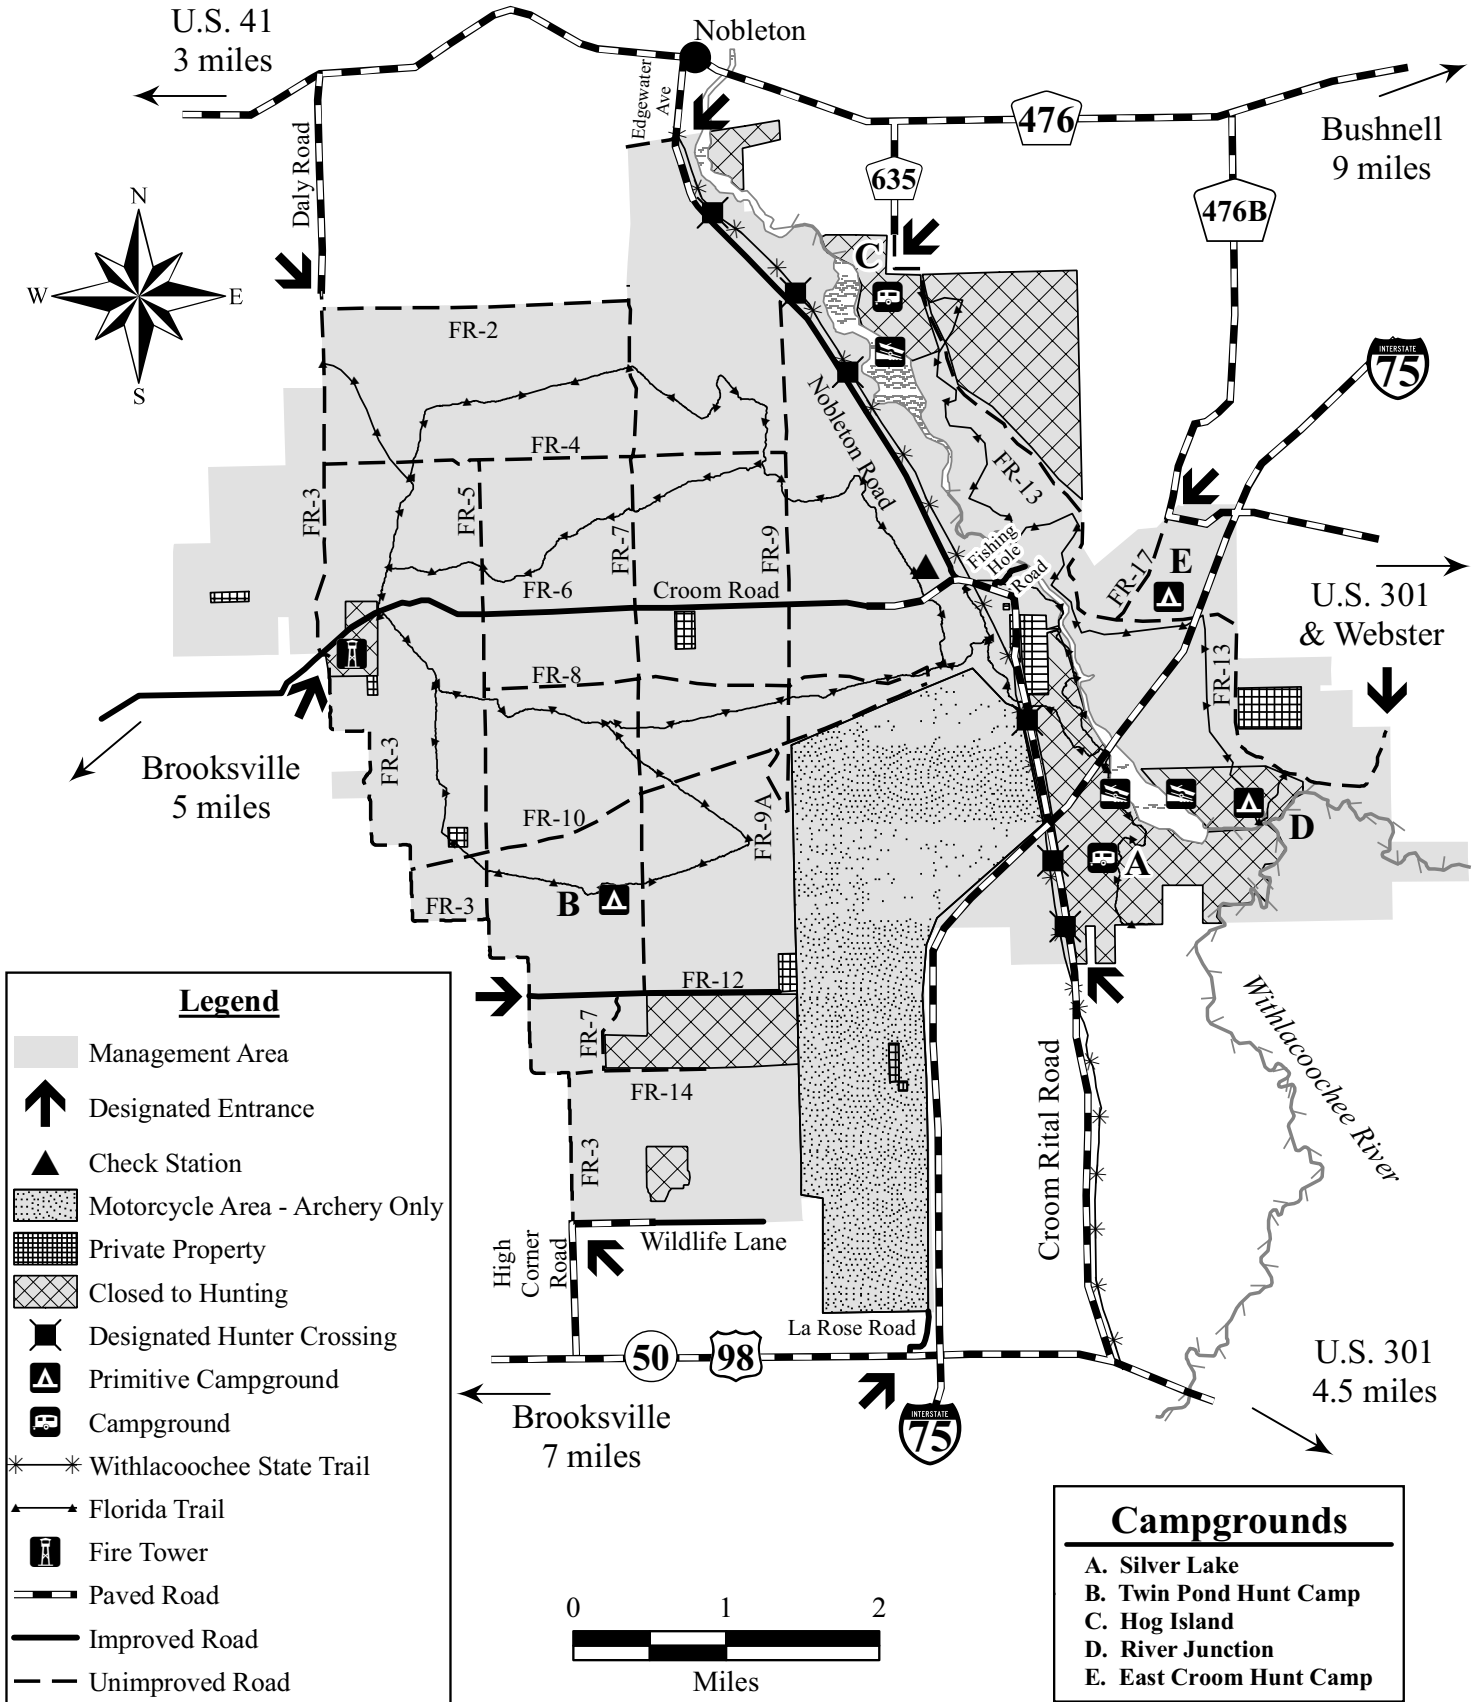 U.S. 41
3 miles
Nobleton
Edgewater
Ave
476
Bushnell
9 miles
635
476B
Daly Road
N
W
E
S
C
FR-2
INTERSTATE
75
Nobleton Road
FR-4
FR-3
FR-5
FR-7
FR-9
FR-13
Fishing
Hole
Road
FR-17
E
U.S. 301
& Webster
FR-6
Croom Road
FR-8
FR-13
Brooksville
5 miles
FR-3
FR-10
FR-9A
D
A
FR-3
B
FR-12
FR-7
FR-14
FR-3
Withlacoochee River
Croom Rital Road
High
Corner
Road
Wildlife Lane
La Rose Road
50
98
Brooksville
7 miles
INTERSTATE
75
U.S. 301
4.5 miles
Legend
Management Area
Designated Entrance
Check Station
Motorcycle Area - Archery Only
Private Property
Closed to Hunting
Designated Hunter Crossing
Primitive Campground
Campground
Withlacoochee State Trail
Florida Trail
Fire Tower
Paved Road
Improved Road
Unimproved Road
0 1 2
Miles
Campgrounds
A. Silver Lake
B. Twin Pond Hunt Camp
C. Hog Island
D. River Junction
E. East Croom Hunt Camp